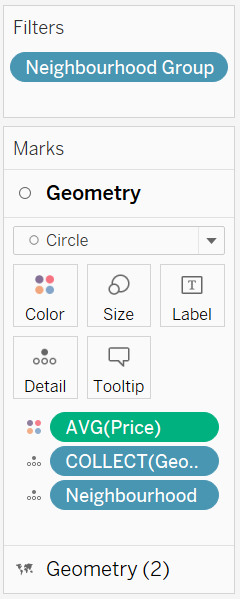 Filters
Neighbourhood Group
Marks
Geometry
Circle
Color Size Label
Detail Tooltip
AVG(Price)
COLLECT(Geo..
Neighbourhood
Geometry (2)